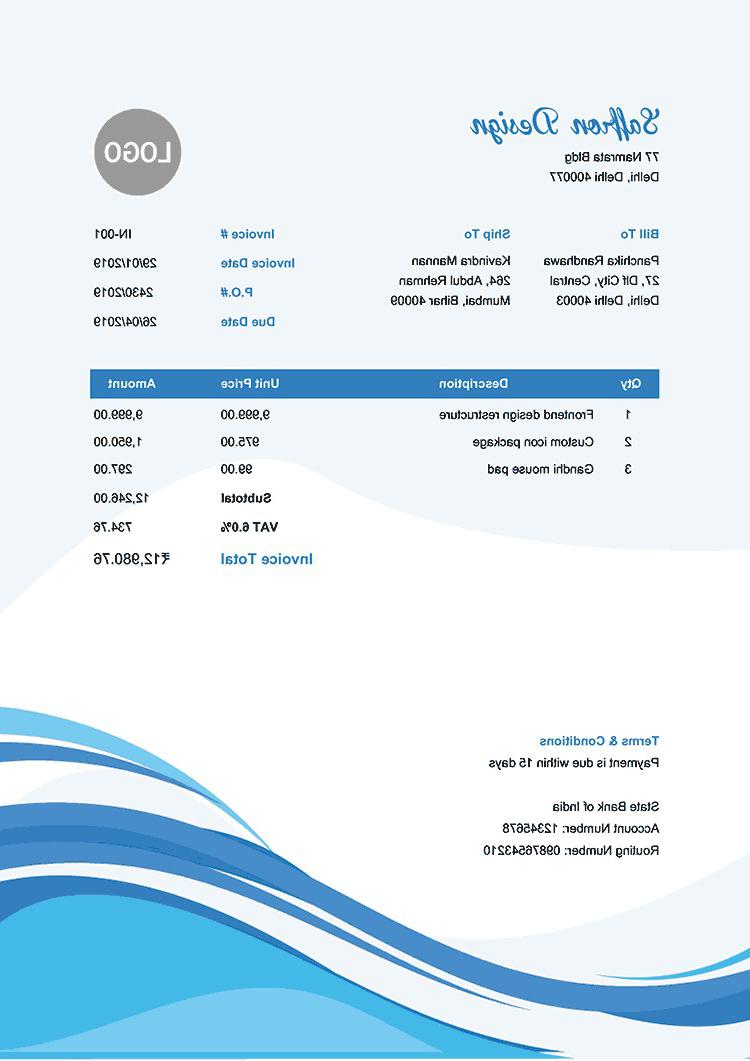 Saffron Design
77 Namrata Bldg
Delhi, Delhi 400077
LOGO
Bill To
Panchika Randhawa
27, Dlf City, Central
Delhi, Delhi 40003
Ship To
Kavindra Mannan
264, Abdul Rehman
Mumbai, Bihar 40009
Invoice # IN-001
Invoice Date 29/01/2019
P.O.# 2430/2019
Due Date 26/04/2019
Qty Description Unit Price Amount
1 Frontend design restructure 9,999.00 9,999.00
2 Custom icon package 975.00 1,950.00
3 Gandhi mouse pad 99.00 297.00
Subtotal 12,246.00
VAT 6.0% 734.76
Invoice Total ₹12,980.76
Terms & Conditions
Payment is due within 15 days
State Bank of India
Account Number: 12345678
Routing Number: 09876543210